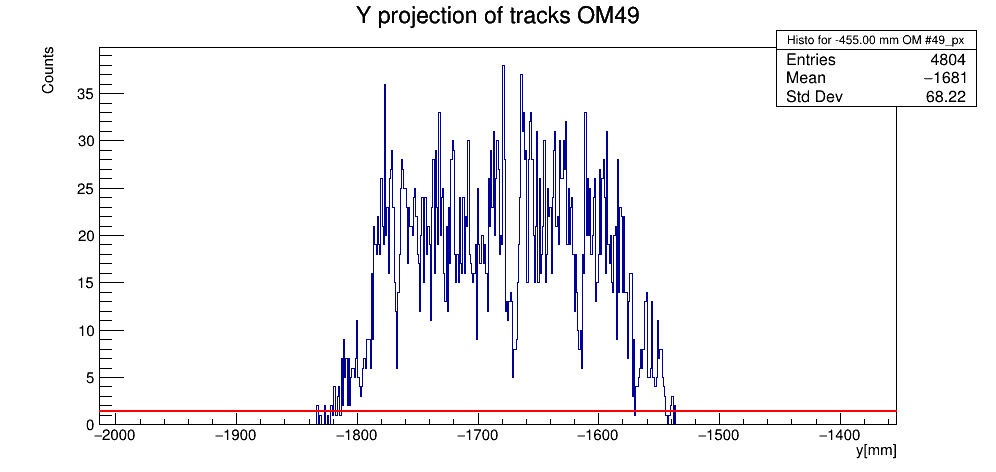 Y projection of tracks OM49
Histo for -455.00 mm OM #49_px
Entries 4804
Mean −1681
Std Dev 68.22
Counts
35
30
25
20
15
10
5
0
−2000 −1900 −1800 −1700 −1600 −1500 −1400
y[mm]